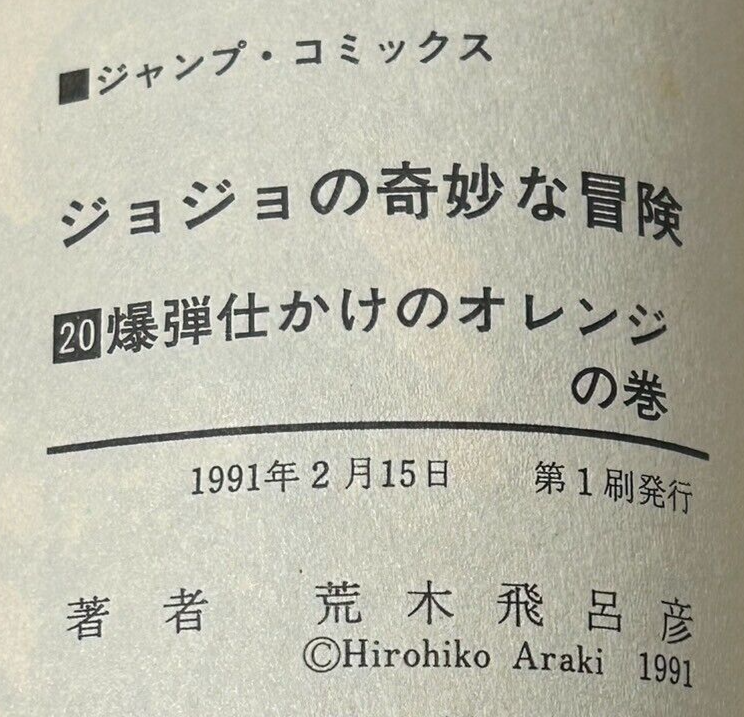 ■ジャンプ・コミックス
ジョジョの奇妙な冒険
20爆弾仕かけのオレンジ
の巻
1991年2月15日 第1刷発行
著者 荒木飛呂彦
©Hirohiko Araki 1991